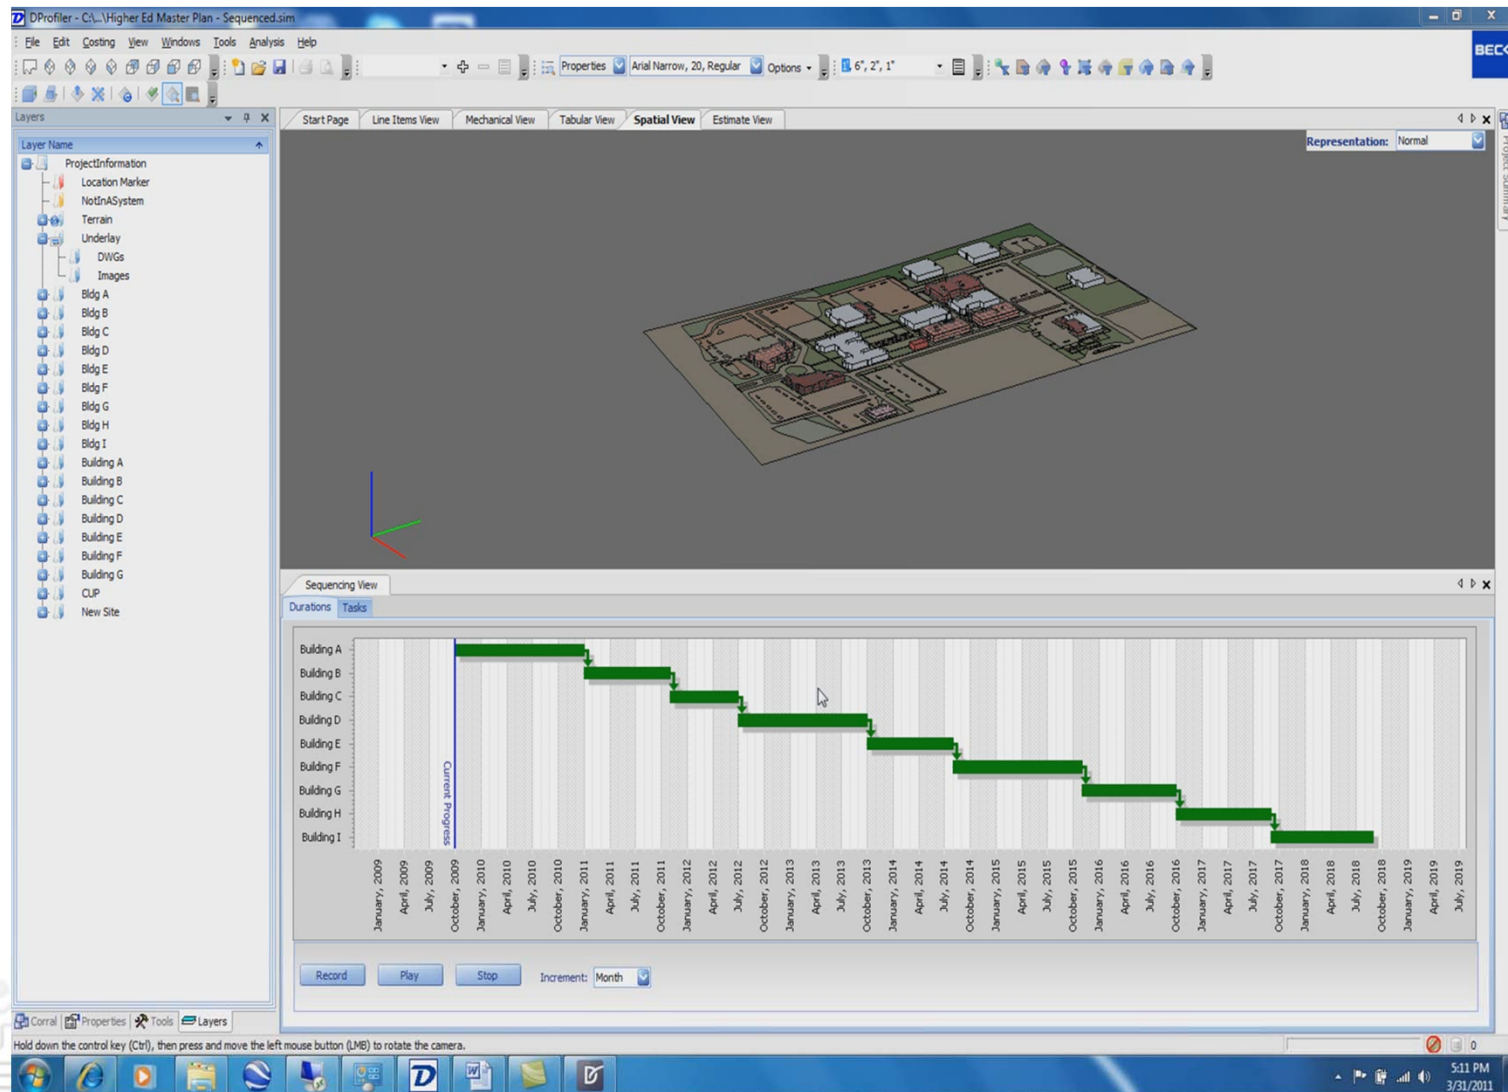 DProfiler - C:\...\Higher Ed Master Plan - Sequenced.sim
File Edit Costing View Windows Tools Analysis Help
BECK
Properties Arial Narrow, 20, Regular Options 6", 2", 1"
Layers
Layer Name
ProjectInformation
Location Marker
NotInASystem
Terrain
Underlay
DWGs
Images
Bldg A
Bldg B
Bldg C
Bldg D
Bldg E
Bldg F
Bldg G
Bldg H
Bldg I
Building A
Building B
Building C
Building D
Building E
Building F
Building G
CUP
New Site
Corral Properties Tools Layers
Start Page Line Items View Mechanical View Tabular View Spatial View Estimate View
Representation: Normal
Project Summary
Sequencing View
Durations Tasks
Building A
Building B
Building C
Building D
Building E
Building F
Building G
Building H
Building I
Current Progress
January, 2009
April, 2009
July, 2009
October, 2009
January, 2010
April, 2010
July, 2010
October, 2010
January, 2011
April, 2011
July, 2011
October, 2011
January, 2012
April, 2012
July, 2012
October, 2012
January, 2013
April, 2013
July, 2013
October, 2013
January, 2014
April, 2014
July, 2014
October, 2014
January, 2015
April, 2015
July, 2015
October, 2015
January, 2016
April, 2016
July, 2016
October, 2016
January, 2017
April, 2017
July, 2017
October, 2017
January, 2018
April, 2018
July, 2018
October, 2018
January, 2019
April, 2019
July, 2019
Record Play Stop Increment: Month
Hold down the control key (Ctrl), then press and move the left mouse button (LMB) to rotate the camera.
0
5:11 PM
3/31/2011